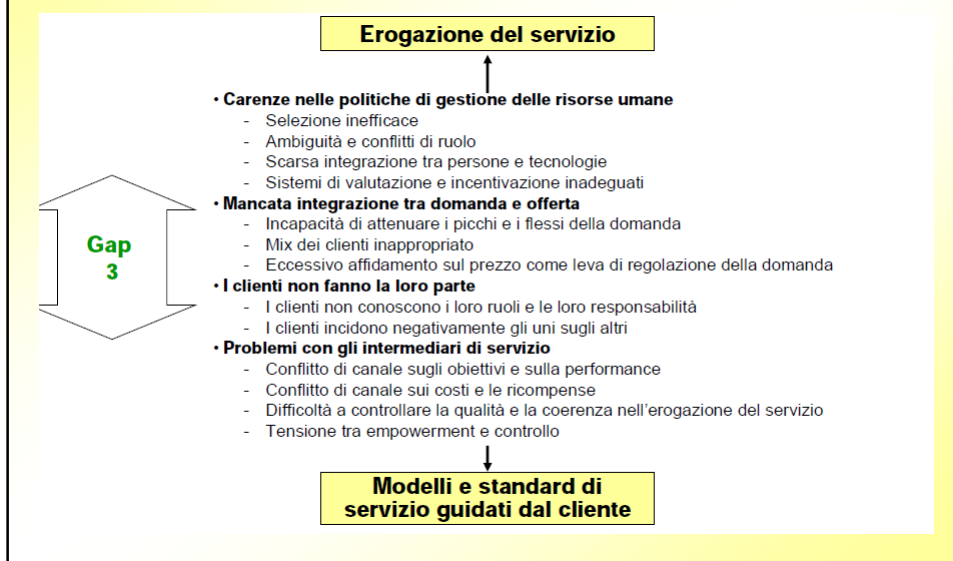 Erogazione del servizio
• Carenze nelle politiche di gestione delle risorse umane
- Selezione inefficace
- Ambiguità e conflitti di ruolo
- Scarsa integrazione tra persone e tecnologie
- Sistemi di valutazione e incentivazione inadeguati
• Mancata integrazione tra domanda e offerta
- Incapacità di attenuare i picchi e i flessi della domanda
- Mix dei clienti inappropriato
- Eccessivo affidamento sul prezzo come leva di regolazione della domanda
Gap
3
• I clienti non fanno la loro parte
- I clienti non conoscono i loro ruoli e le loro responsabilità
- I clienti incidono negativamente gli uni sugli altri
• Problemi con gli intermediari di servizio
- Conflitto di canale sugli obiettivi e sulla performance
- Conflitto di canale sui costi e le ricompense
- Difficoltà a controllare la qualità e la coerenza nell'erogazione del servizio
- Tensione tra empowerment e controllo
Modelli e standard di
servizio guidati dal cliente